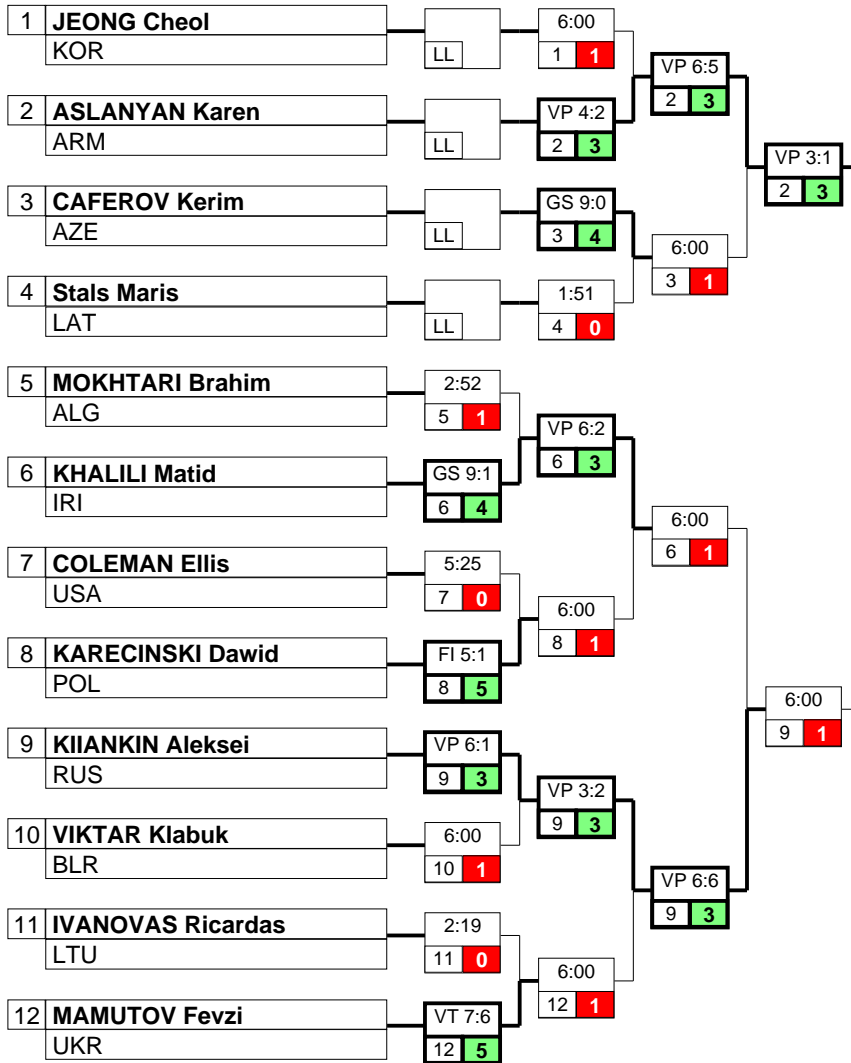 1 JEONG Cheol
KOR
LL
6:00
1 1
VP 6:5
2 3
2 ASLANYAN Karen
ARM
LL
VP 4:2
2 3
VP 3:1
2 3
3 CAFEROV Kerim
AZE
LL
GS 9:0
3 4
6:00
3 1
4 Stals Maris
LAT
LL
1:51
4 0
5 MOKHTARI Brahim
ALG
2:52
5 1
VP 6:2
6 3
6 KHALILI Matid
IRI
GS 9:1
6 4
6:00
6 1
7 COLEMAN Ellis
USA
5:25
7 0
6:00
8 1
8 KARECINSKI Dawid
POL
FI 5:1
8 5
6:00
9 1
9 KIIANKIN Aleksei
RUS
VP 6:1
9 3
VP 3:2
9 3
10 VIKTAR Klabuk
BLR
6:00
10 1
VP 6:6
9 3
11 IVANOVAS Ricardas
LTU
2:19
11 0
6:00
12 1
12 MAMUTOV Fevzi
UKR
VT 7:6
12 5